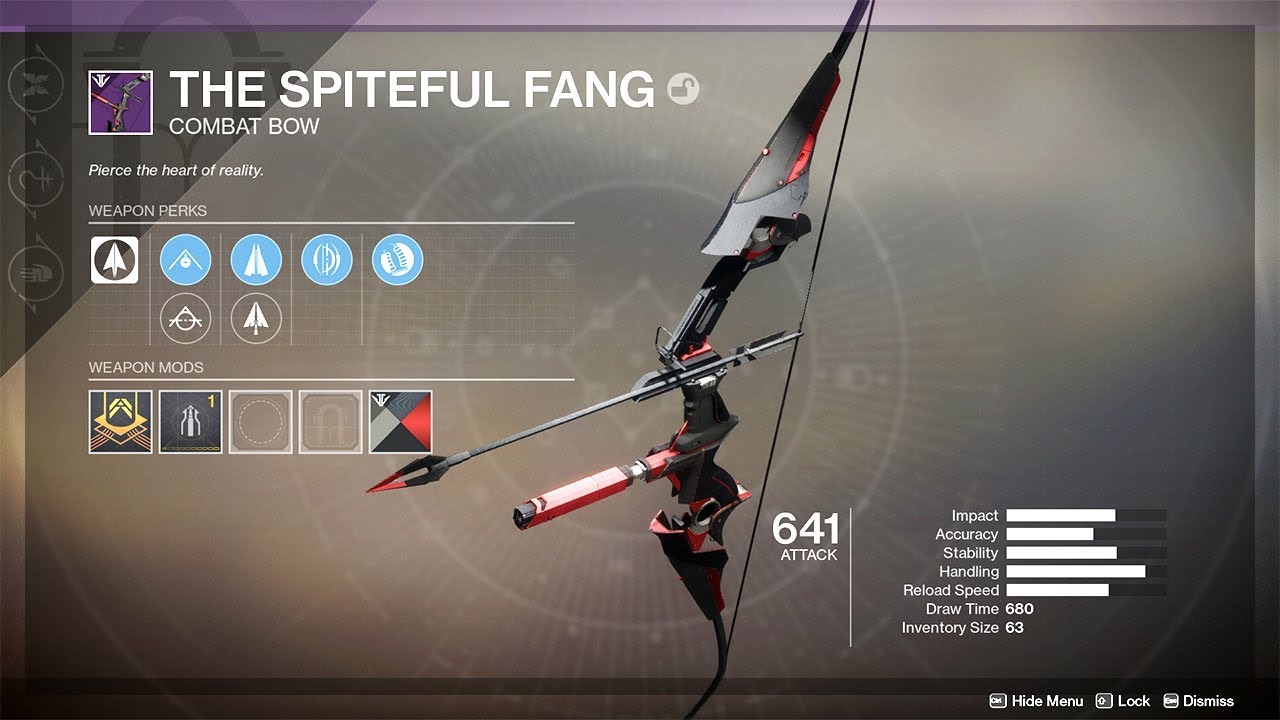 THE SPITEFUL FANG
COMBAT BOW
Pierce the heart of reality.
WEAPON PERKS
WEAPON MODS
1
641
ATTACK
Impact
Accuracy
Stability
Handling
Reload Speed
Draw Time 680
Inventory Size 63
Hide Menu Lock Dismiss